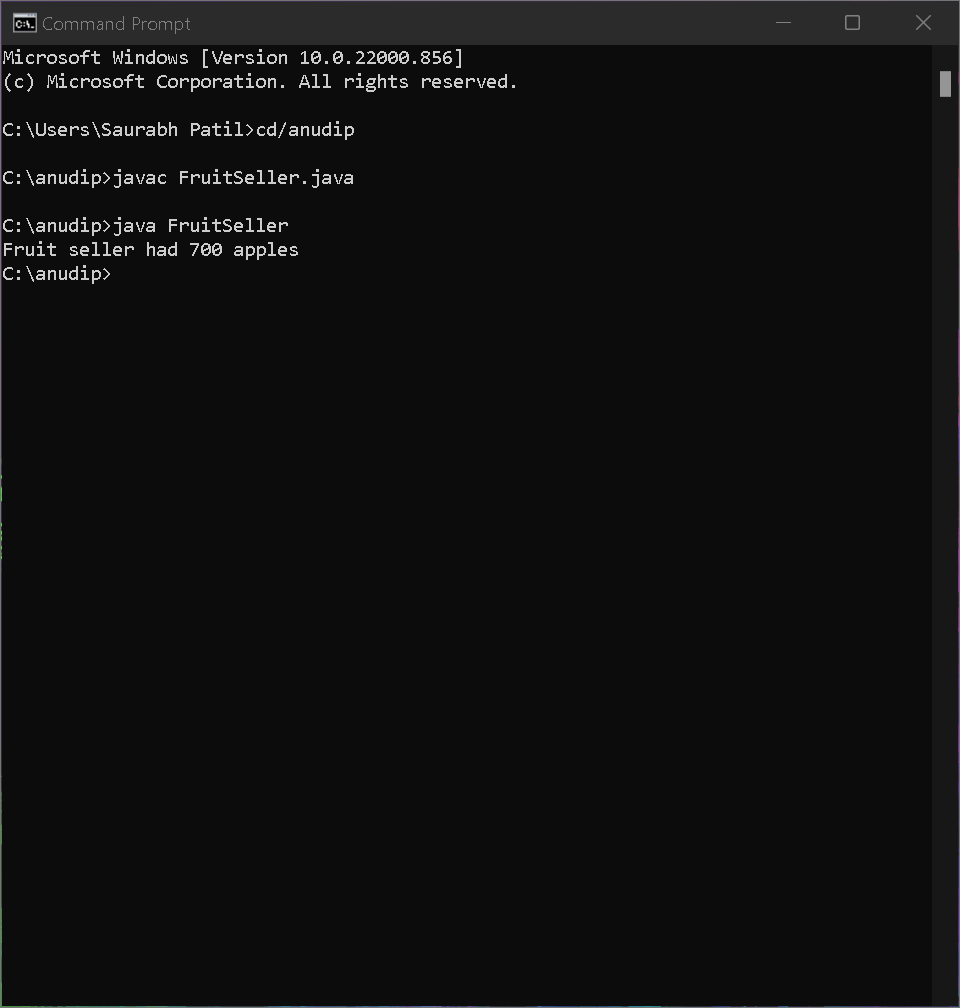 Command Prompt
Microsoft Windows [Version 10.0.22000.856]
(c) Microsoft Corporation. All rights reserved.
C:\Users\Saurabh Patil>cd/anudip
C:\anudip>javac FruitSeller.java
C:\anudip>java FruitSeller
Fruit seller had 700 apples
C:\anudip>